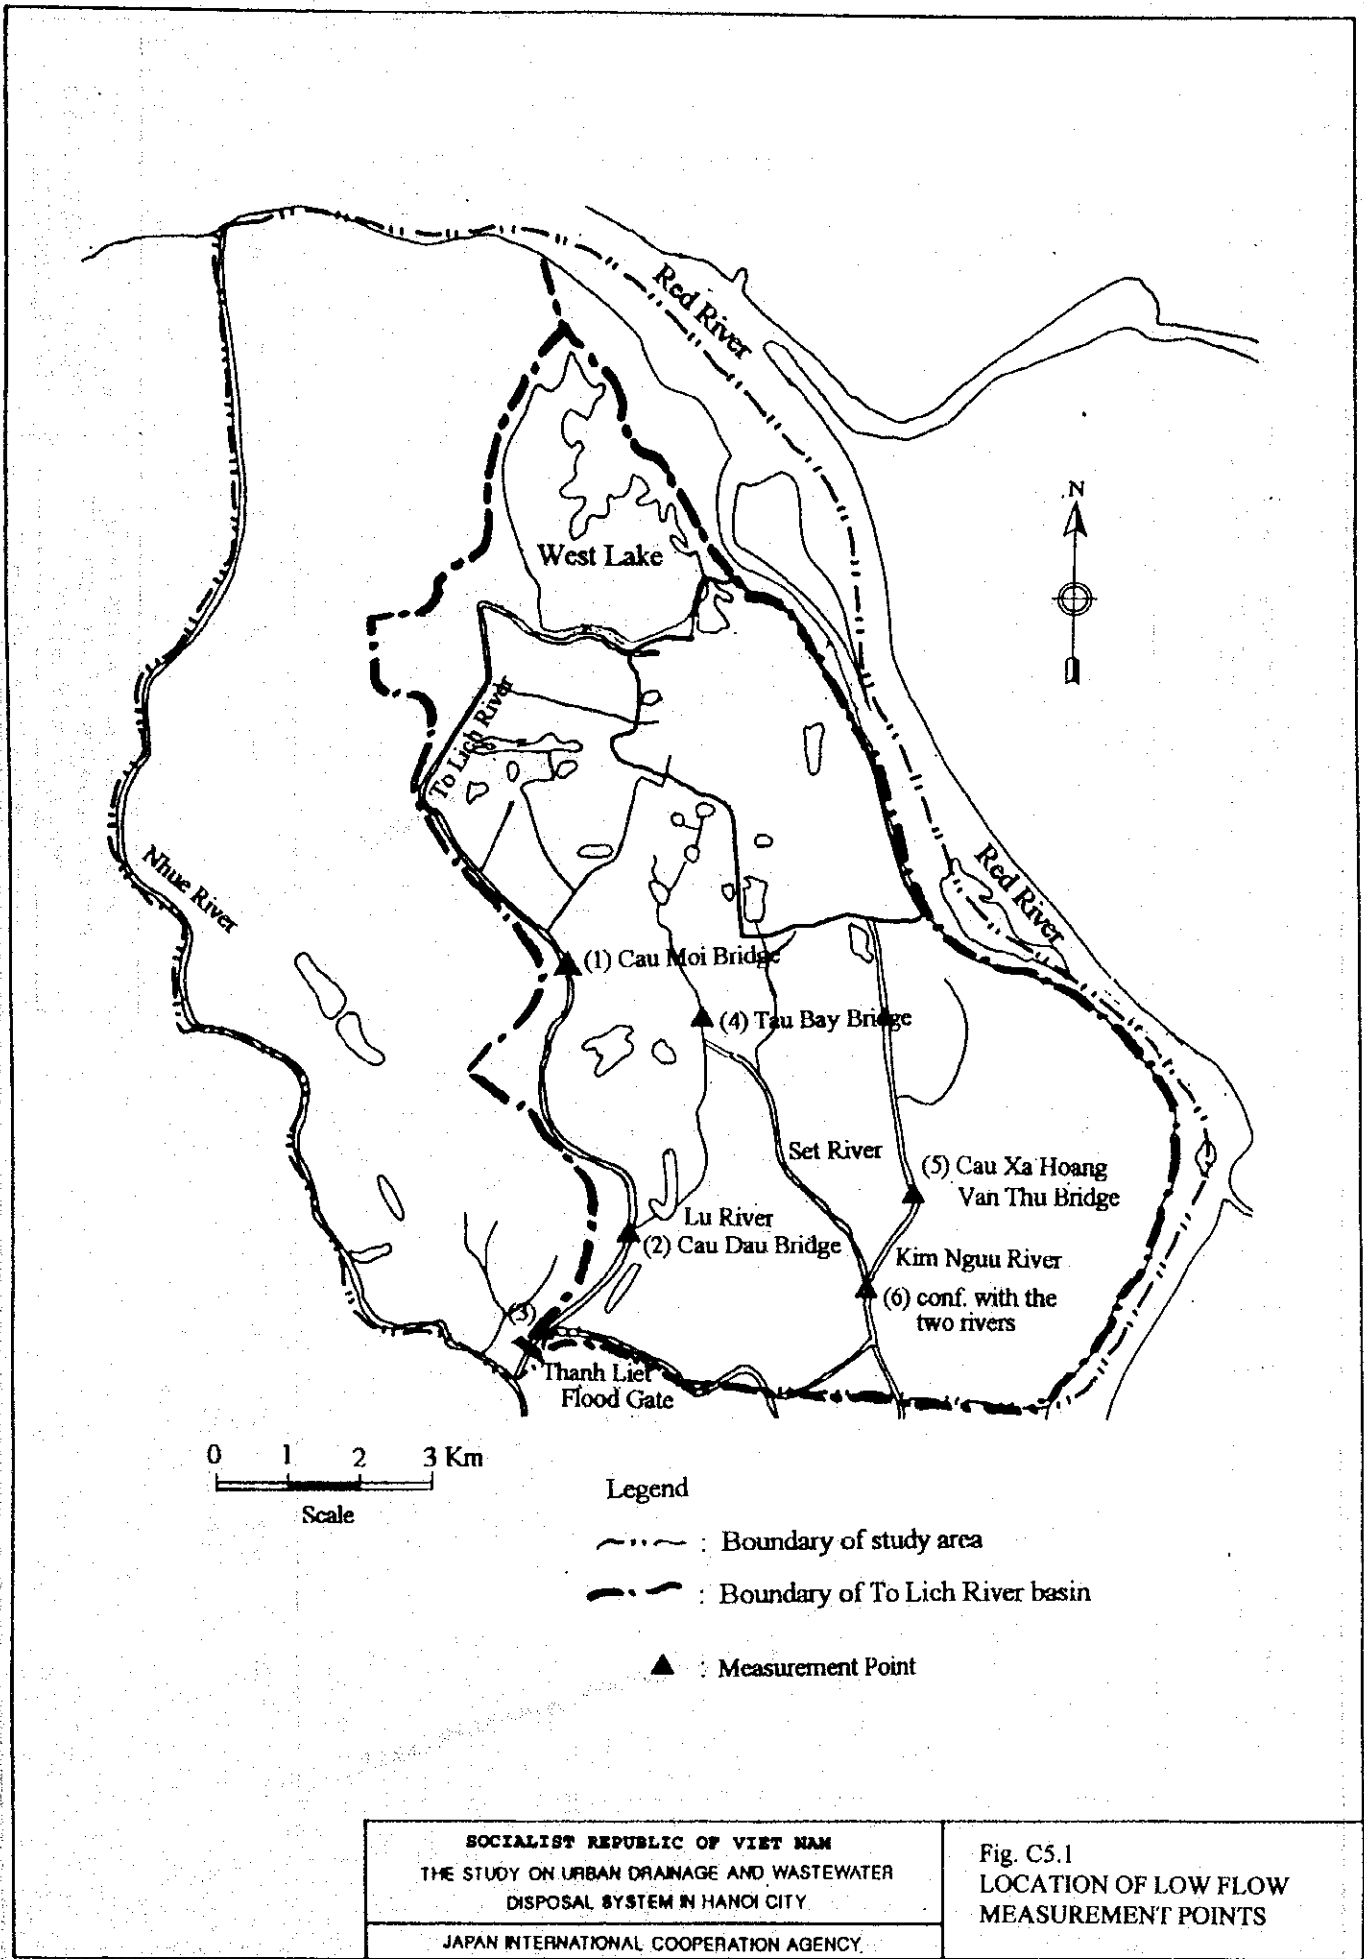 Red River
N
West Lake
To Lich River
Nhue River
Red River
(1) Cau Moi Bridge
(4) Tau Bay Bridge
Set River
(5) Cau Xa Hoang
Van Thu Bridge
Lu River
(2) Cau Dau Bridge
Kim Nguu River
(6) conf. with the
two rivers
(3)
Thanh Liet
Flood Gate
0 1 2 3 Km
Scale
Legend
: Boundary of study area
: Boundary of To Lich River basin
: Measurement Point
SOCIALIST REPUBLIC OF VIET NAM
THE STUDY ON URBAN DRAINAGE AND WASTEWATER
DISPOSAL SYSTEM IN HANOI CITY
JAPAN INTERNATIONAL COOPERATION AGENCY
Fig. C5.1
LOCATION OF LOW FLOW
MEASUREMENT POINTS